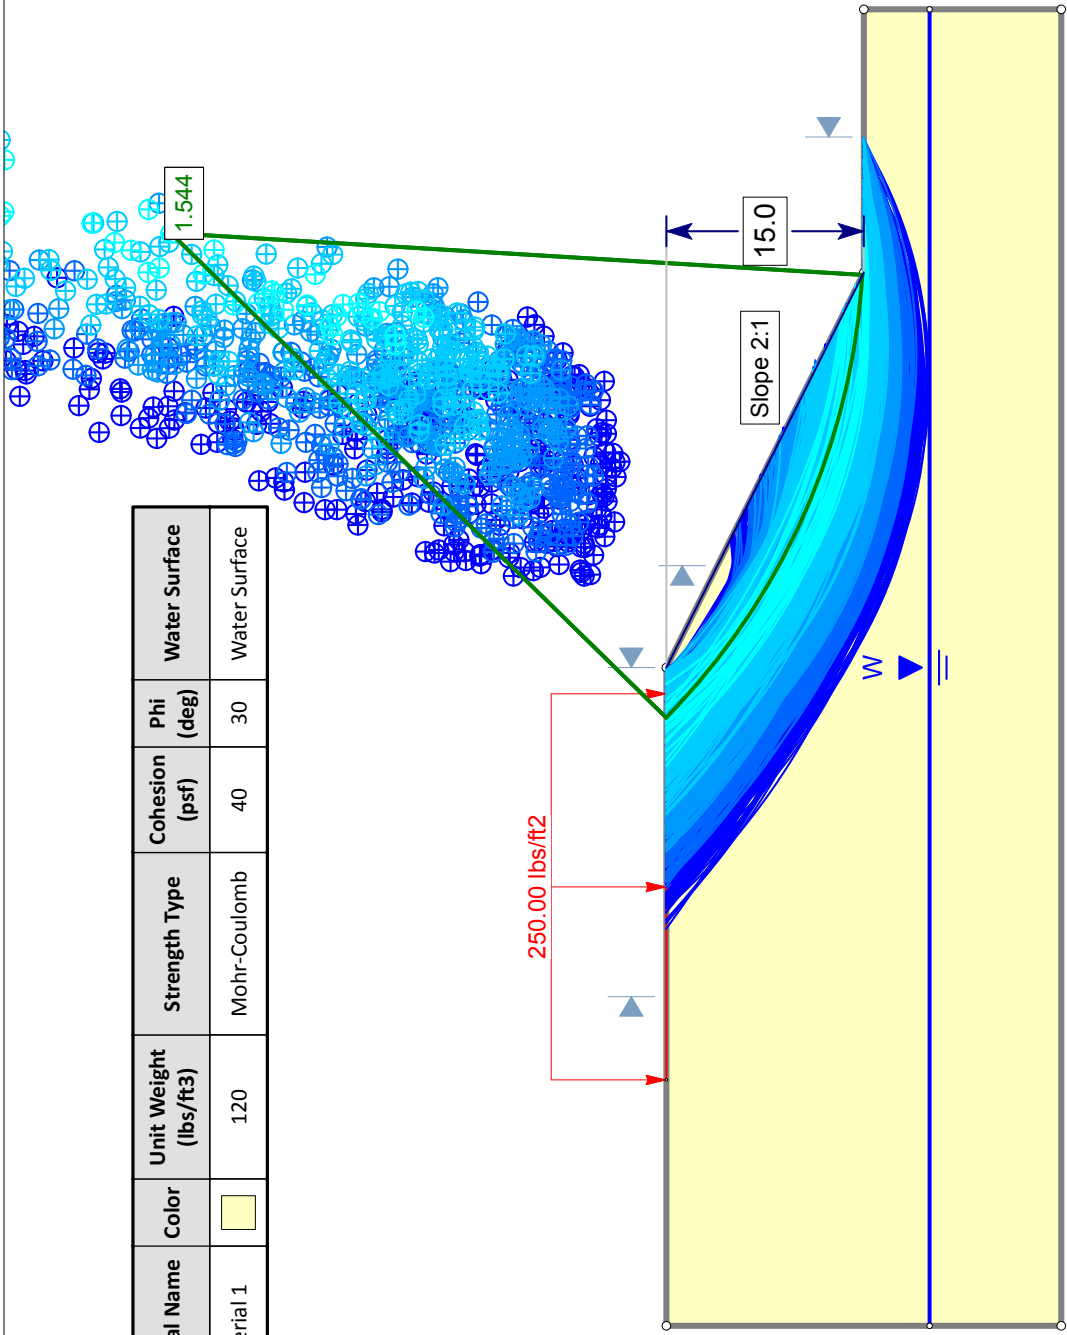 al Name Color Unit Weight (lbs/ft3) Strength Type Cohesion (psf) Phi (deg) Water Surface
erial 1 120 Mohr-Coulomb 40 30 Water Surface
1.544
250.00 lbs/ft2
Slope 2:1
15.0
W